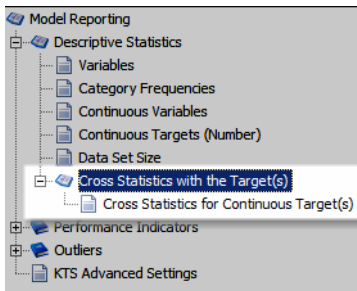 Model Reporting
Descriptive Statistics
Variables
Category Frequencies
Continuous Variables
Continuous Targets (Number)
Data Set Size
Cross Statistics with the Target(s)
Cross Statistics for Continuous Target(s)
Performance Indicators
Outliers
KTS Advanced Settings